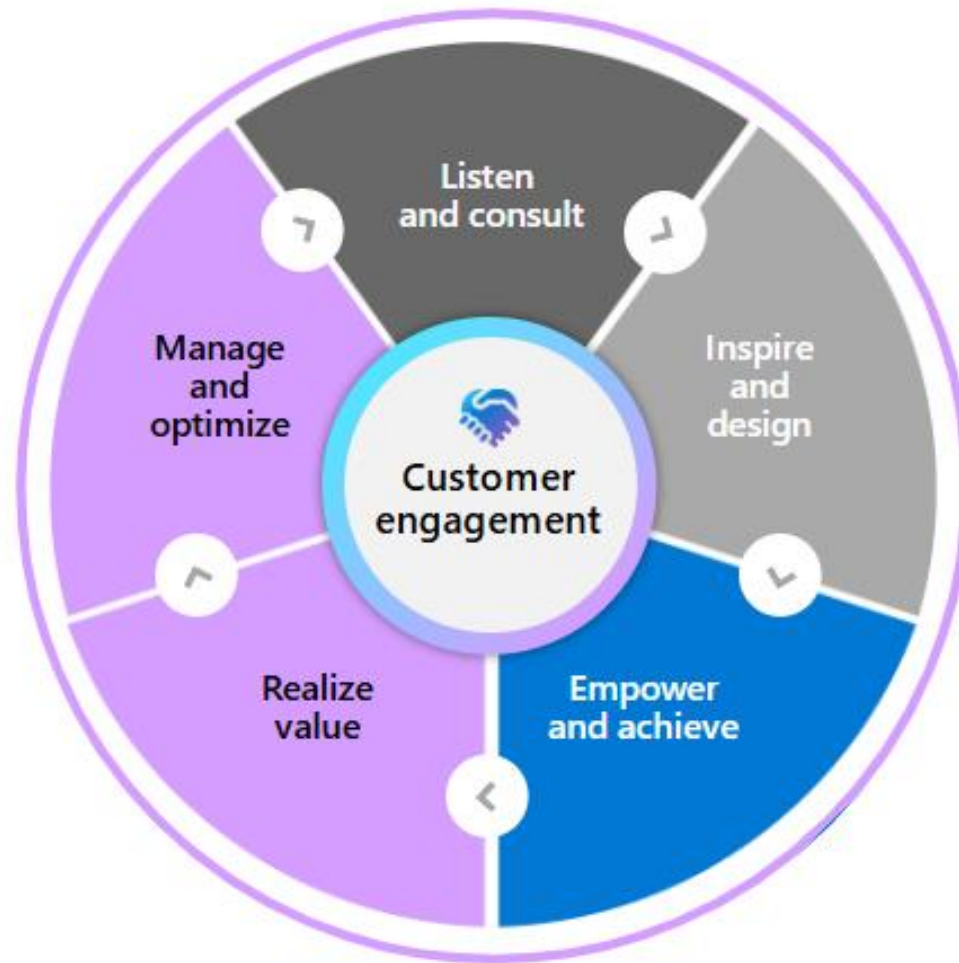 Listen
and consult
Inspire
and
design
Empower
and achieve
Realize
value
Manage
and
optimize
Customer
engagement